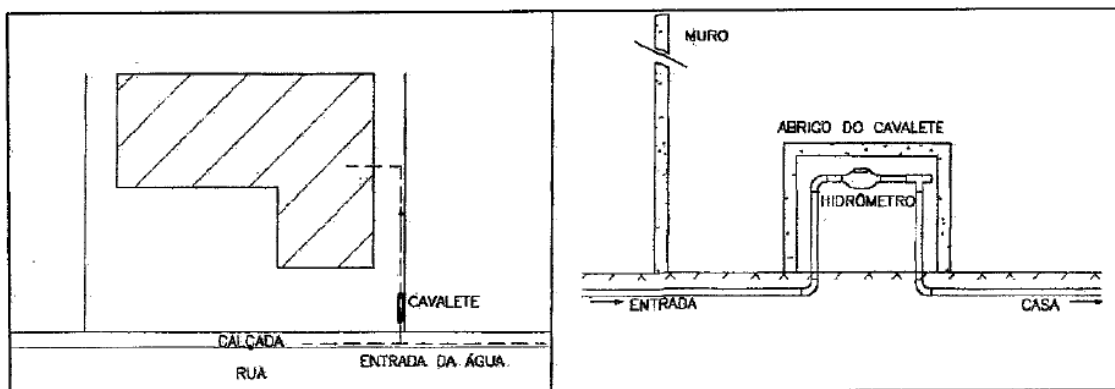 CAVALETE
CALÇADA
ENTRADA DA ÁGUA
RUA
MURO
ABRIGO DO CAVALETE
HIDRÔMETRO
ENTRADA
CASA